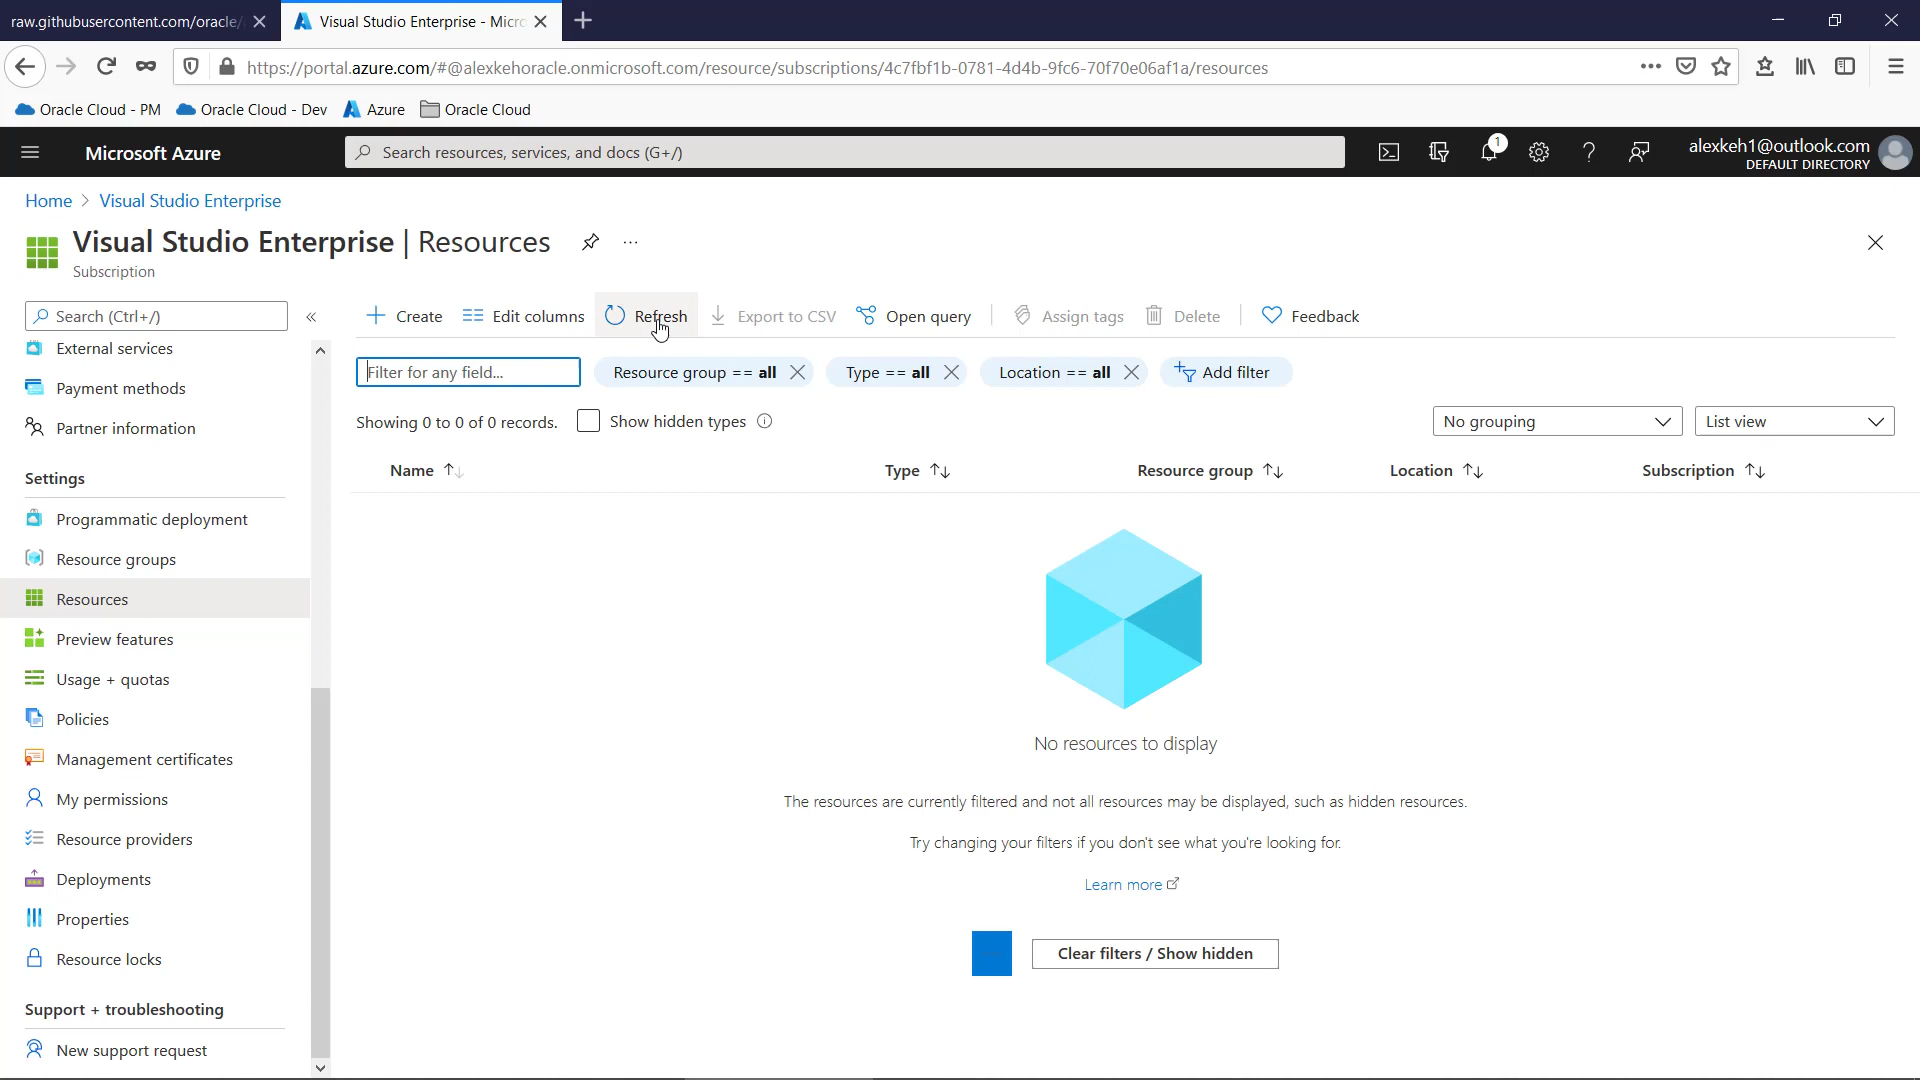 raw.githubusercontent.com/oracle/
Visual Studio Enterprise - Micro
https://portal.azure.com/#@alexkehoracle.onmicrosoft.com/resource/subscriptions/4c7fbf1b-0781-4d4b-9fc6-70f70e06af1a/resources
Oracle Cloud - PM
Oracle Cloud - Dev
Azure
Oracle Cloud
Microsoft Azure
Search resources, services, and docs (G+/)
1
alexkeh1@outlook.com
DEFAULT DIRECTORY
Home > Visual Studio Enterprise
Visual Studio Enterprise | Resources
Subscription
Search (Ctrl+/)
«
External services
Payment methods
Partner information
Settings
Programmatic deployment
Resource groups
Resources
Preview features
Usage + quotas
Policies
Management certificates
My permissions
Resource providers
Deployments
Properties
Resource locks
Support + troubleshooting
New support request
Create
Edit columns
Refresh
Export to CSV
Open query
Assign tags
Delete
Feedback
Filter for any field...
Resource group == all
Type == all
Location == all
Add filter
Showing 0 to 0 of 0 records.
Show hidden types
No grouping
List view
Name
Type
Resource group
Location
Subscription
No resources to display
The resources are currently filtered and not all resources may be displayed, such as hidden resources.
Try changing your filters if you don't see what you're looking for.
Learn more
Clear filters / Show hidden